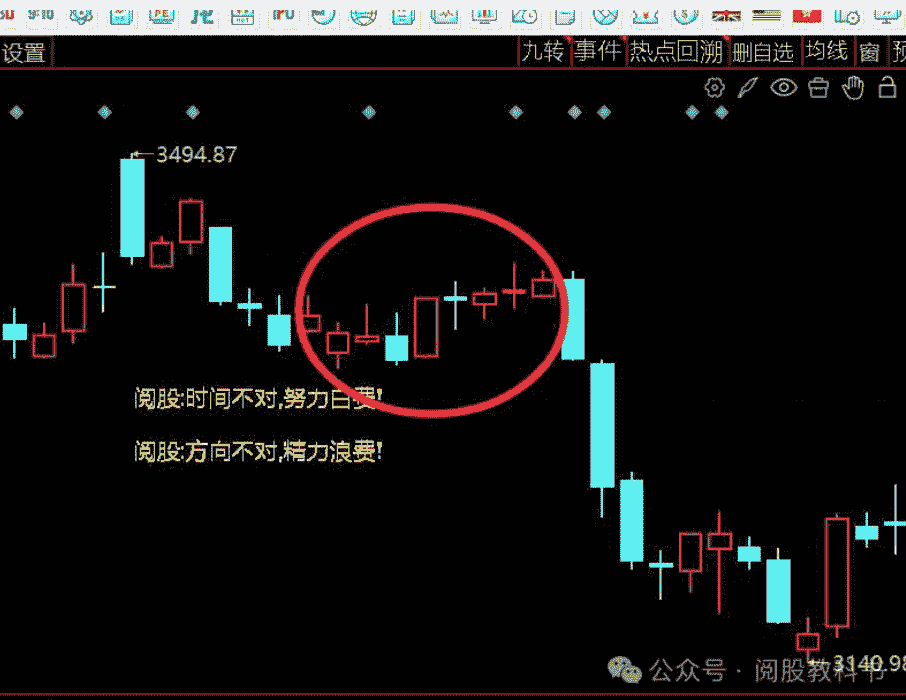 设置 九转 事件 热点回溯 删自选 均线 窗
3494.87
阅股:时间不对,努力白费!
阅股:方向不对,精力浪费!
3140.98
公众号 · 阅股教科书